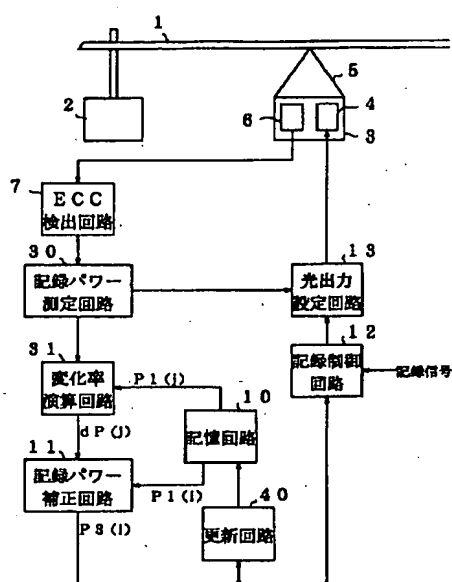 1
5
2
4
6
3
7
ECC
検出回路
30
記録パワー
測定回路
13
光出力
設定回路
31
12
変化率
演算回路
記録制御
回路
記録信号
P1(i)
10
dP(j)
記憶回路
11
記録パワー
補正回路
P1(i)
40
P3(i)
更新回路